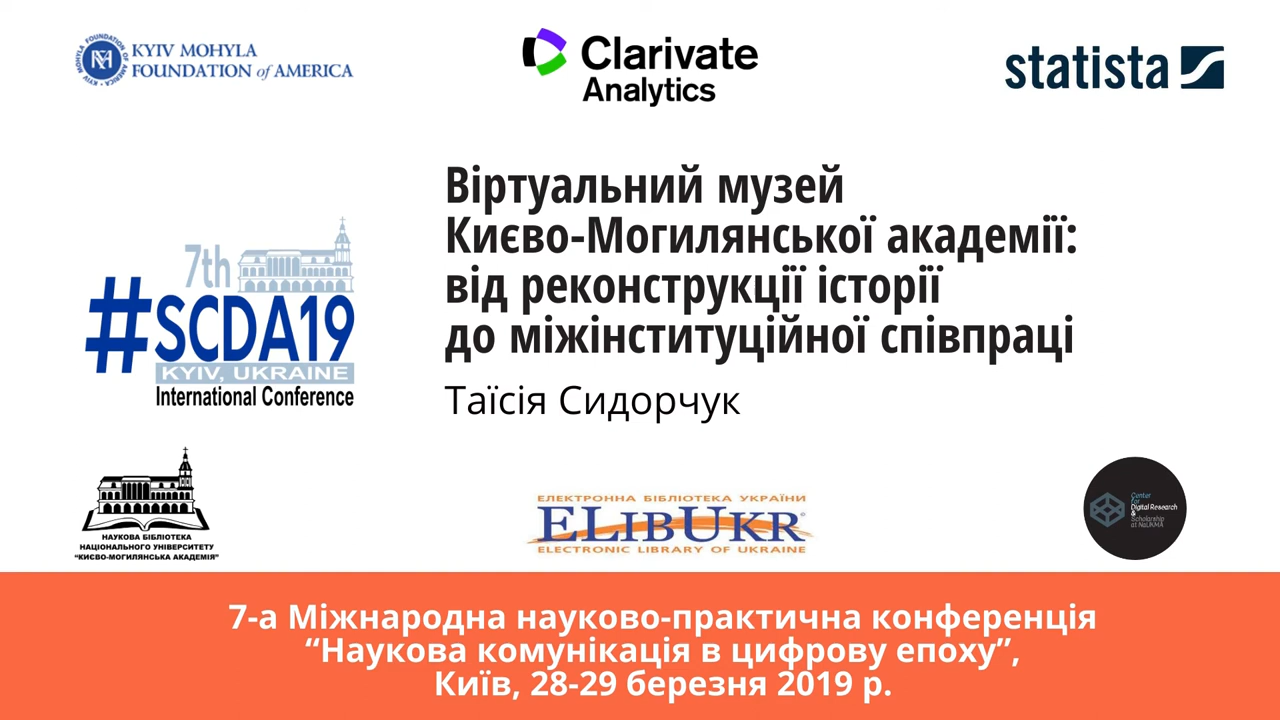 KYIV MOHYLA
FOUNDATION of AMERICA
Clarivate
Analytics
statista
Віртуальний музей
Києво-Могилянської академії:
від реконструкції історії
до міжінституційної співпраці
Таїсія Сидорчук
7th
#SCDA19
KYIV, UKRAINE
International Conference
НАУКОВА БІБЛІОТЕКА
НАЦІОНАЛЬНОГО УНІВЕРСИТЕТУ
“КИЄВО-МОГИЛЯНСЬКА АКАДЕМІЯ”
ЕЛЕКТРОННА БІБЛІОТЕКА УКРАЇНИ
ELIBUKR®
ELECTRONIC LIBRARY OF UKRAINE
Center
for
Digital Research
&
Scholarship
at NaUKMA
7-а Міжнародна науково-практична конференція
“Наукова комунікація в цифрову епоху”,
Київ, 28-29 березня 2019 р.